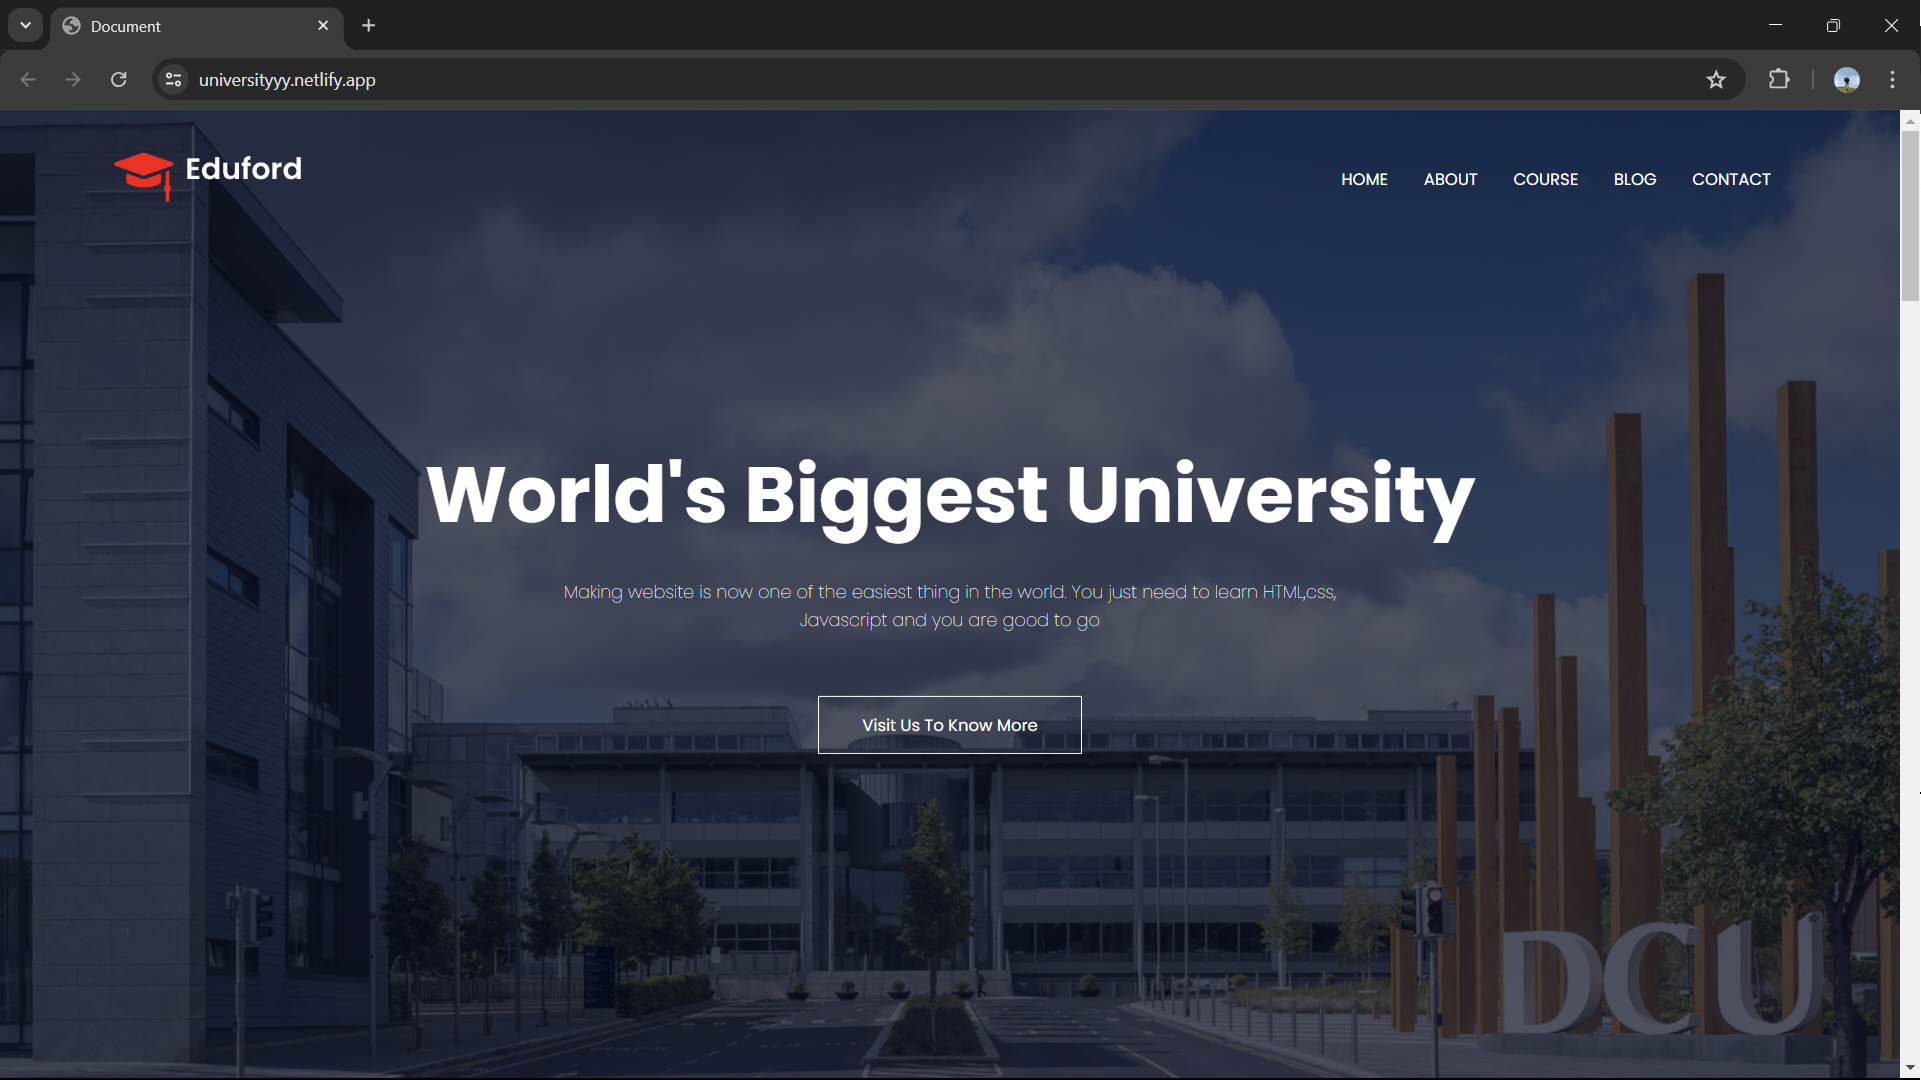 Document
universityyy.netlify.app
Eduford
HOME ABOUT COURSE BLOG CONTACT
World's Biggest University
Making website is now one of the easiest thing in the world. You just need to learn HTML,css,
Javascript and you are good to go
Visit Us To Know More
DCU